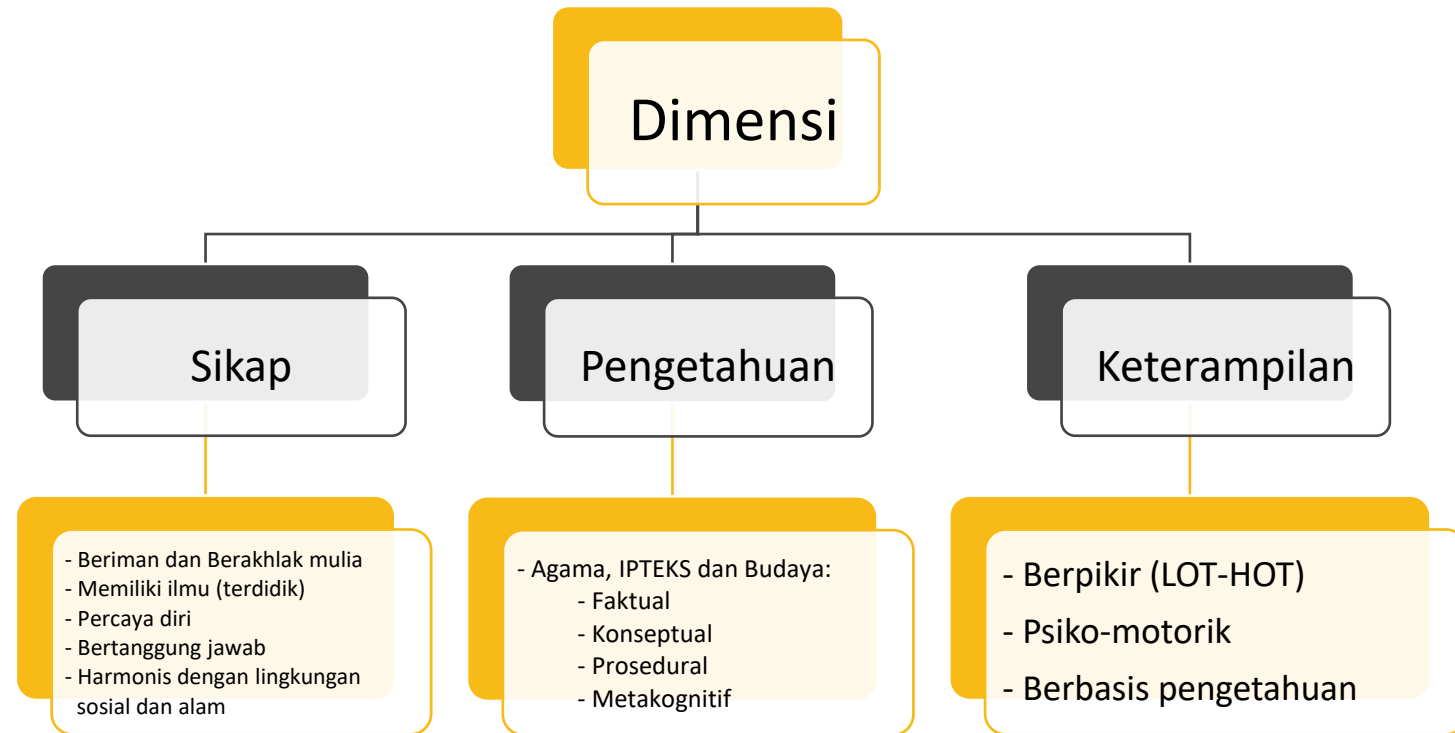 Dimensi
Sikap
Pengetahuan
Keterampilan
- Beriman dan Berakhlak mulia
- Memiliki ilmu (terdidik)
- Percaya diri
- Bertanggung jawab
- Harmonis dengan lingkungan
sosial dan alam
- Agama, IPTEKS dan Budaya:
- Faktual
- Konseptual
- Prosedural
- Metakognitif
- Berpikir (LOT-HOT)
- Psiko-motorik
- Berbasis pengetahuan